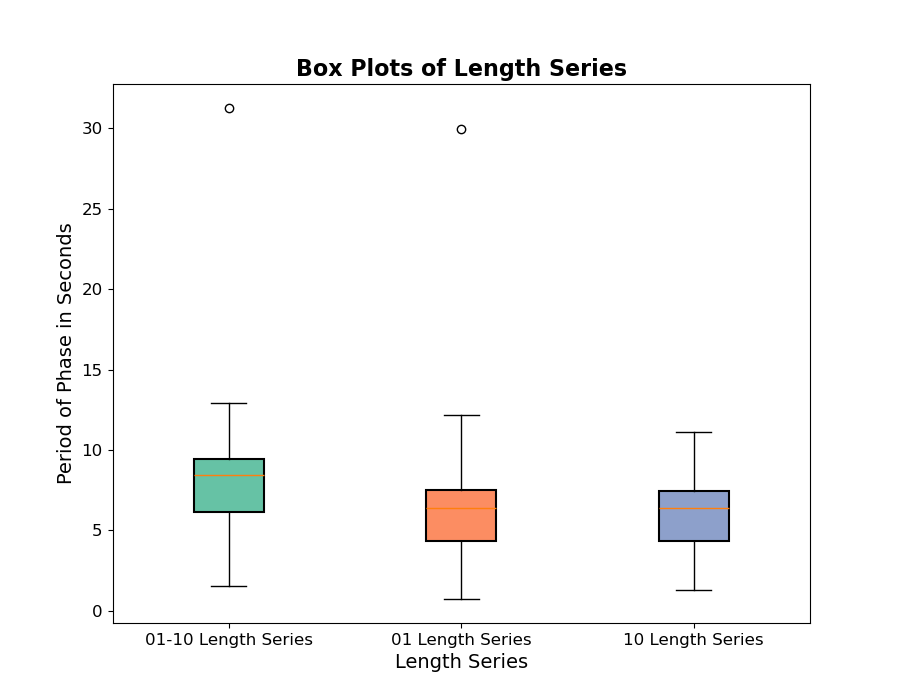 Box Plots of Length Series
Period of Phase in Seconds
30
25
20
15
10
5
0
01-10 Length Series
01 Length Series
10 Length Series
Length Series